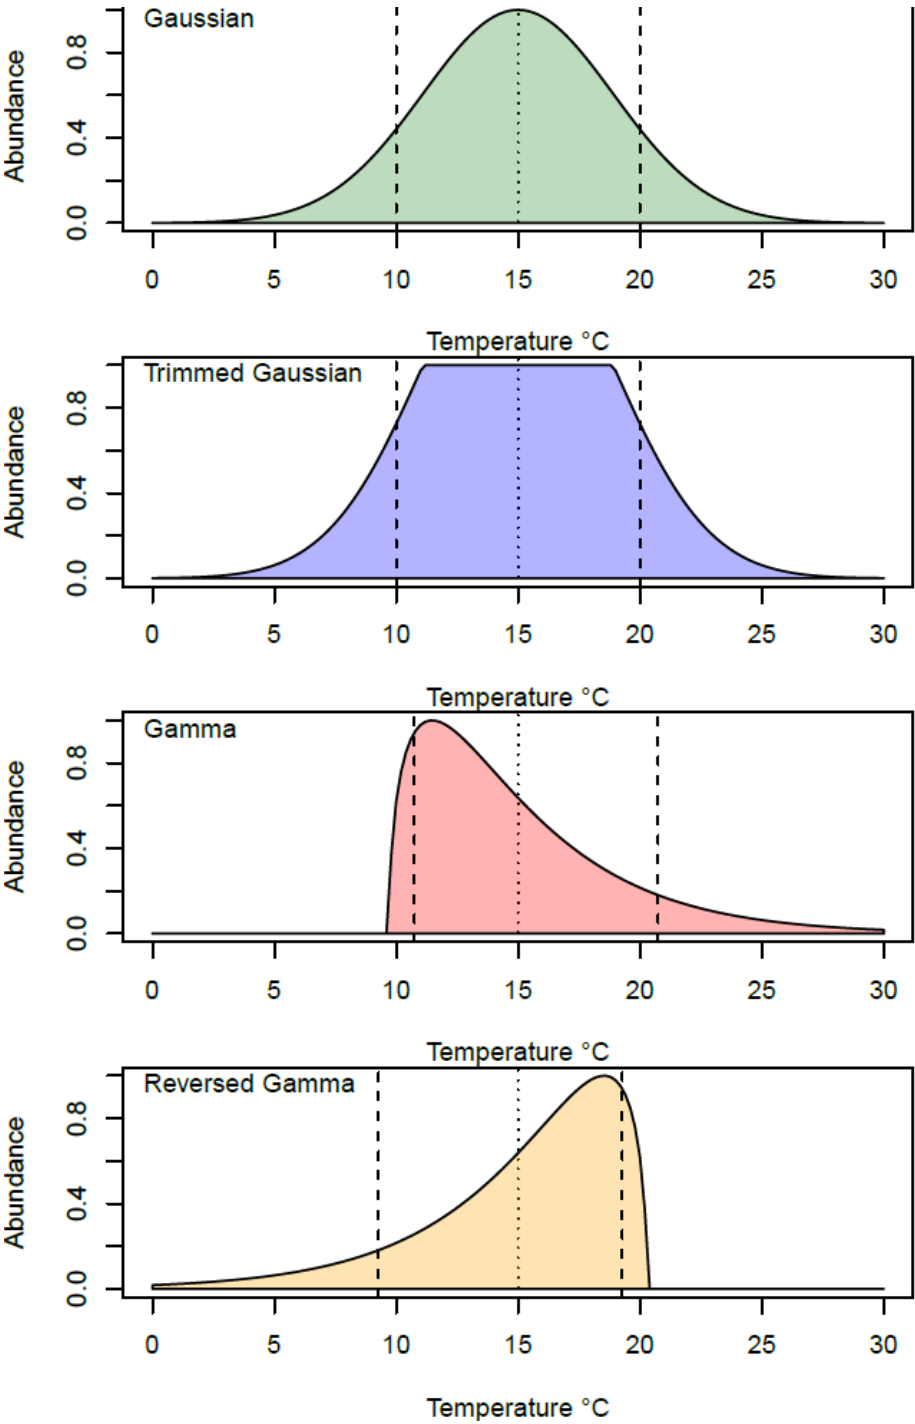 Gaussian
Abundance
0.8
0.4
0.0
0 5 10 15 20 25 30
Temperature °C
Trimmed Gaussian
Abundance
0.8
0.4
0.0
0 5 10 15 20 25 30
Temperature °C
Gamma
Abundance
0.8
0.4
0.0
0 5 10 15 20 25 30
Temperature °C
Reversed Gamma
Abundance
0.8
0.4
0.0
0 5 10 15 20 25 30
Temperature °C